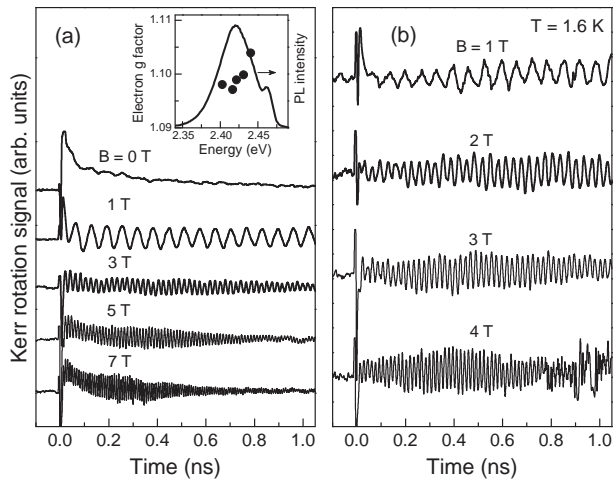 Kerr rotation signal (arb. units)
(a)
Electron g factor
1.10
1.10
1.09
2.35
2.40
2.45
Energy (eV)
PL intensity
B = 0 T
1 T
3 T
5 T
7 T
0.0
0.2
0.4
0.6
0.8
1.0
Time (ns)
(b)
T = 1.6 K
B = 1 T
2 T
3 T
4 T
0.0
0.2
0.4
0.6
0.8
1.0
Time (ns)